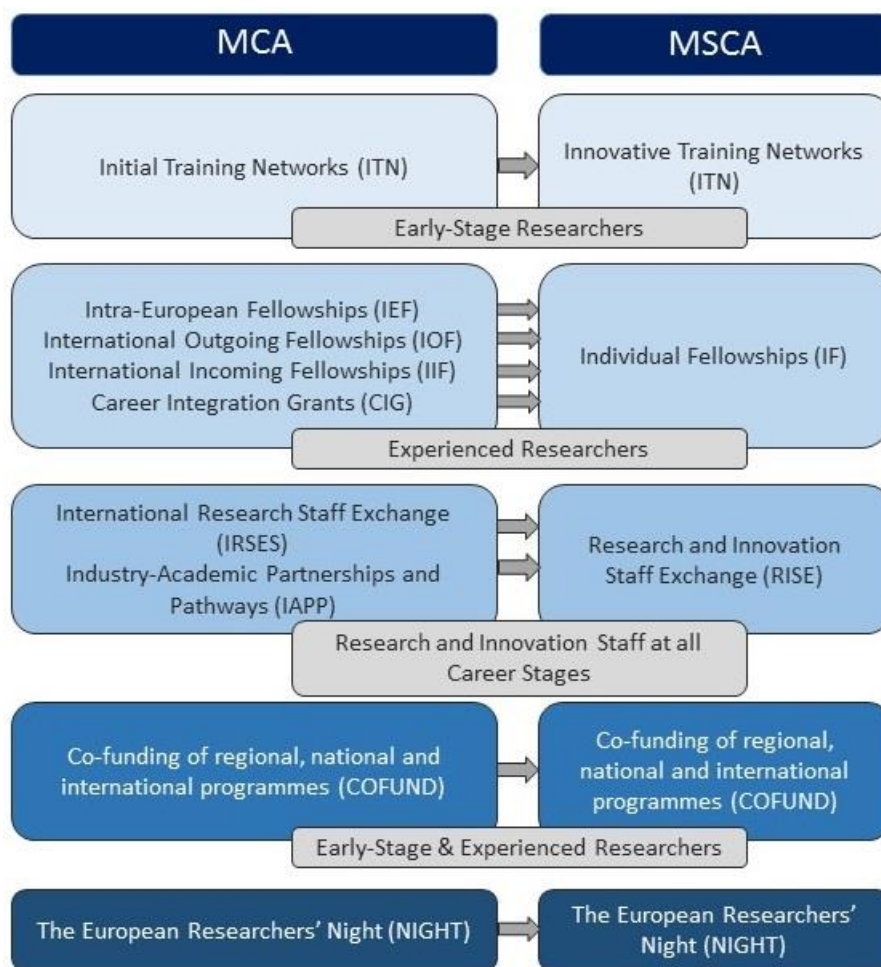 MCA
MSCA
Initial Training Networks (ITN)
Innovative Training Networks
(ITN)
Early-Stage Researchers
Intra-European Fellowships (IEF)
International Outgoing Fellowships (IOF)
International Incoming Fellowships (IIF)
Career Integration Grants (CIG)
Individual Fellowships (IF)
Experienced Researchers
International Research Staff Exchange
(IRSES)
Industry-Academic Partnerships and
Pathways (IAPP)
Research and Innovation
Staff Exchange (RISE)
Research and Innovation Staff at all
Career Stages
Co-funding of regional, national and
international programmes (COFUND)
Co-funding of regional,
national and international
programmes (COFUND)
Early-Stage & Experienced Researchers
The European Researchers’ Night (NIGHT)
The European Researchers’
Night (NIGHT)